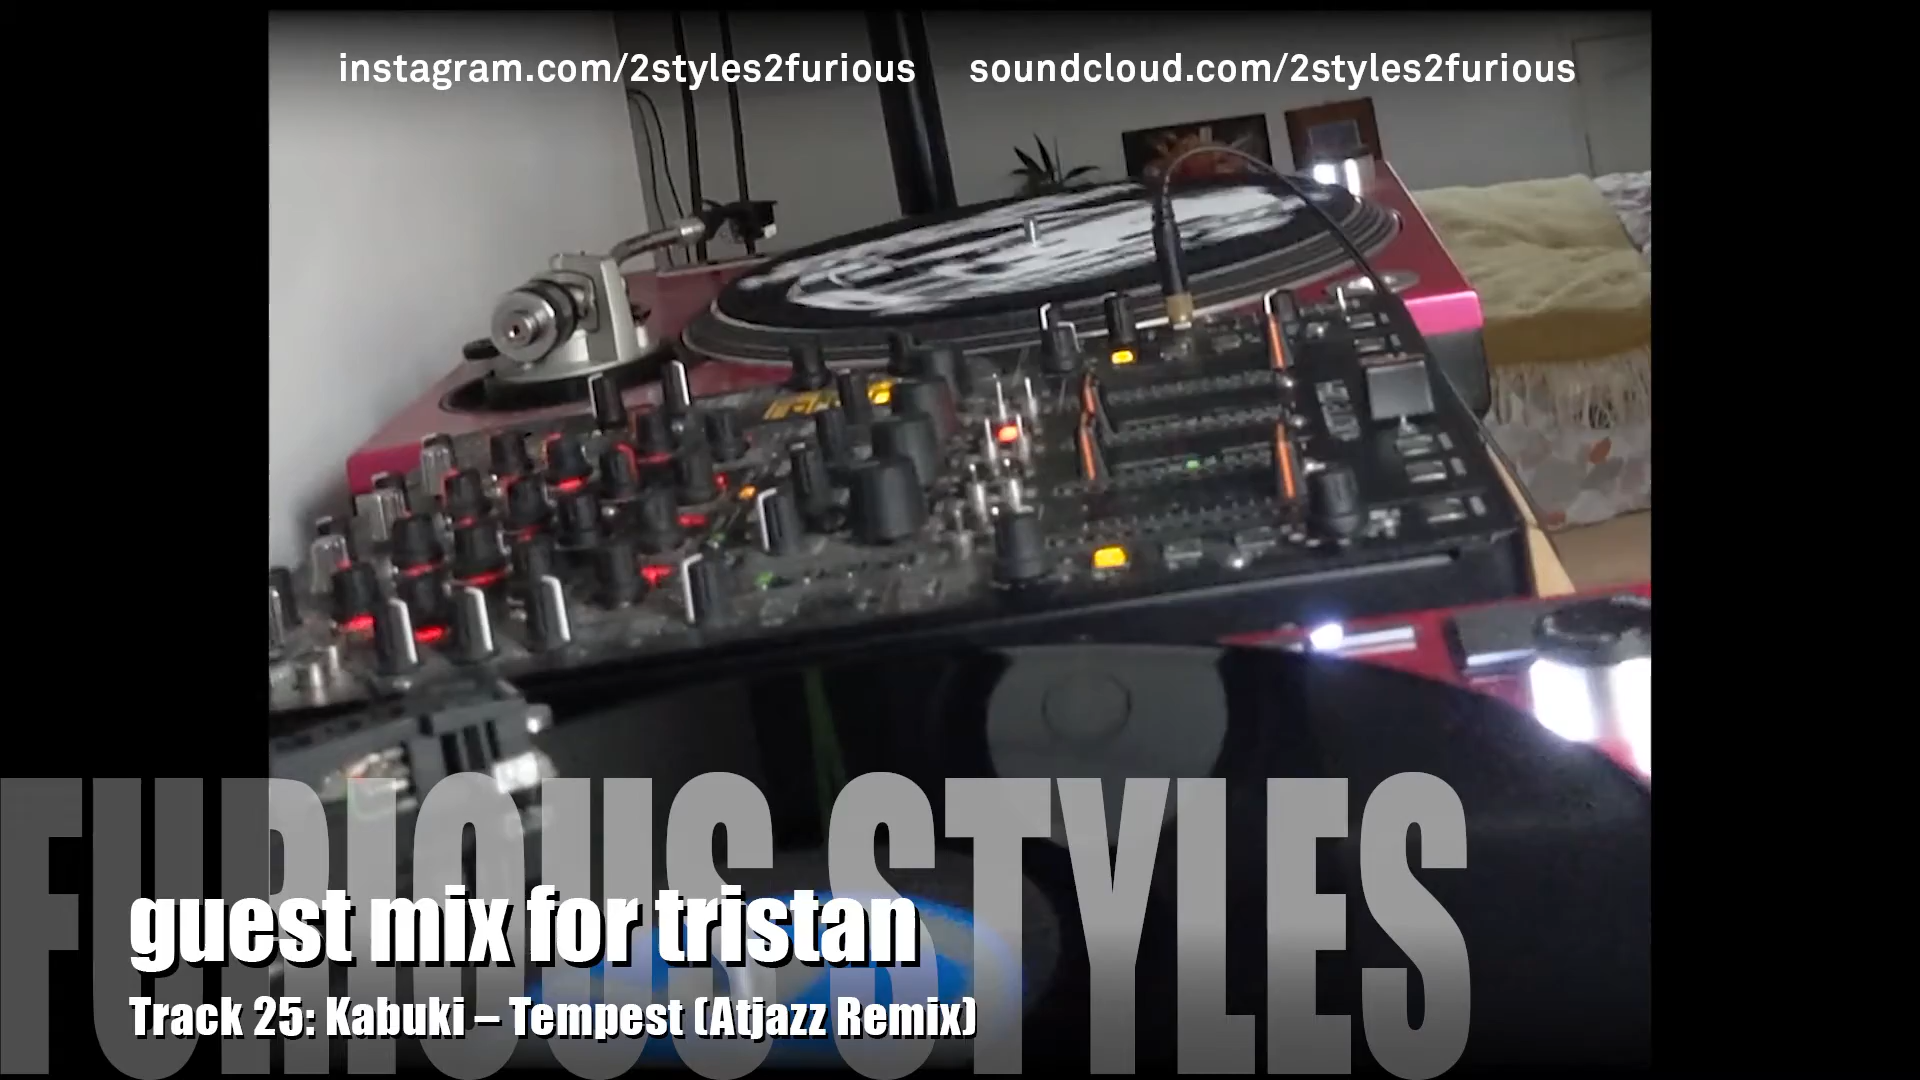 instagram.com/2styles2furious soundcloud.com/2styles2furious
FURIOUS STYLES
guest mix for tristan
Track 25: Kabuki – Tempest (Atjazz Remix)